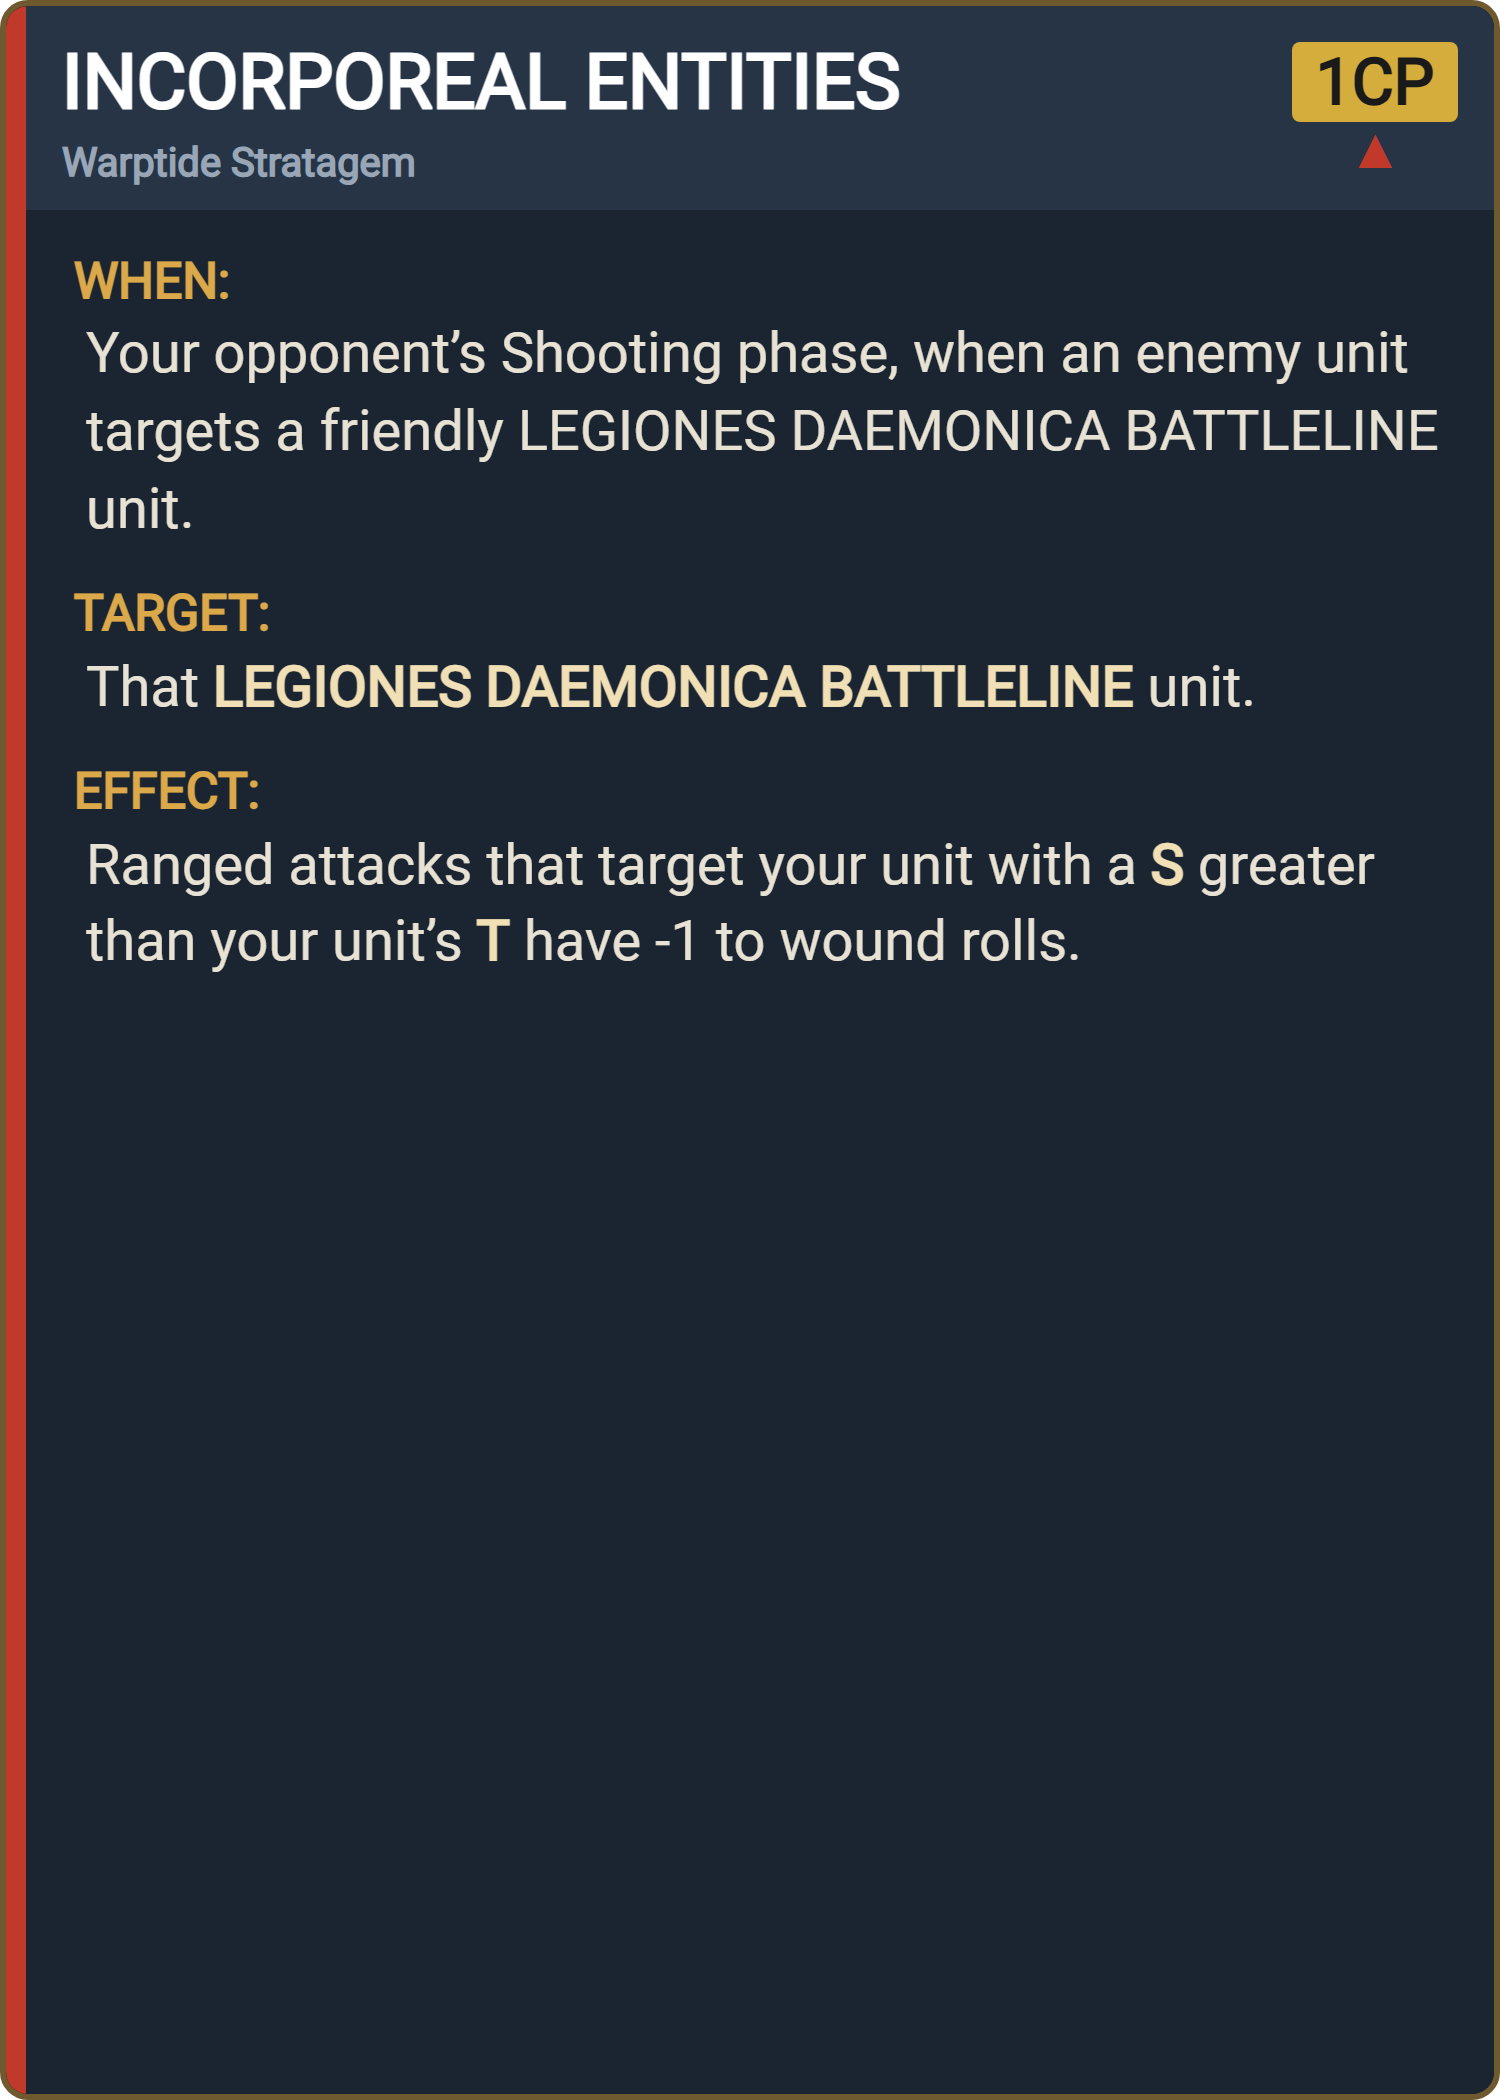 INCORPOREAL ENTITIES
1CP
Warptide Stratagem
▲
WHEN:
Your opponent’s Shooting phase, when an enemy unit
targets a friendly LEGIONES DAEMONICA BATTLELINE
unit.
TARGET:
That LEGIONES DAEMONICA BATTLELINE unit.
EFFECT:
Ranged attacks that target your unit with a S greater
than your unit’s T have -1 to wound rolls.